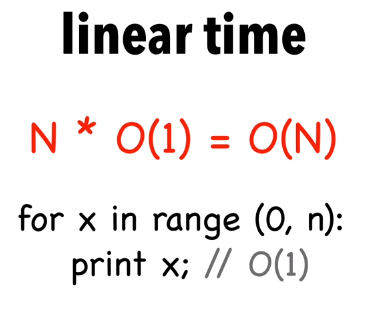 linear time
N * O(1) = O(N)
for x in range (0, n):
print x; // O(1)